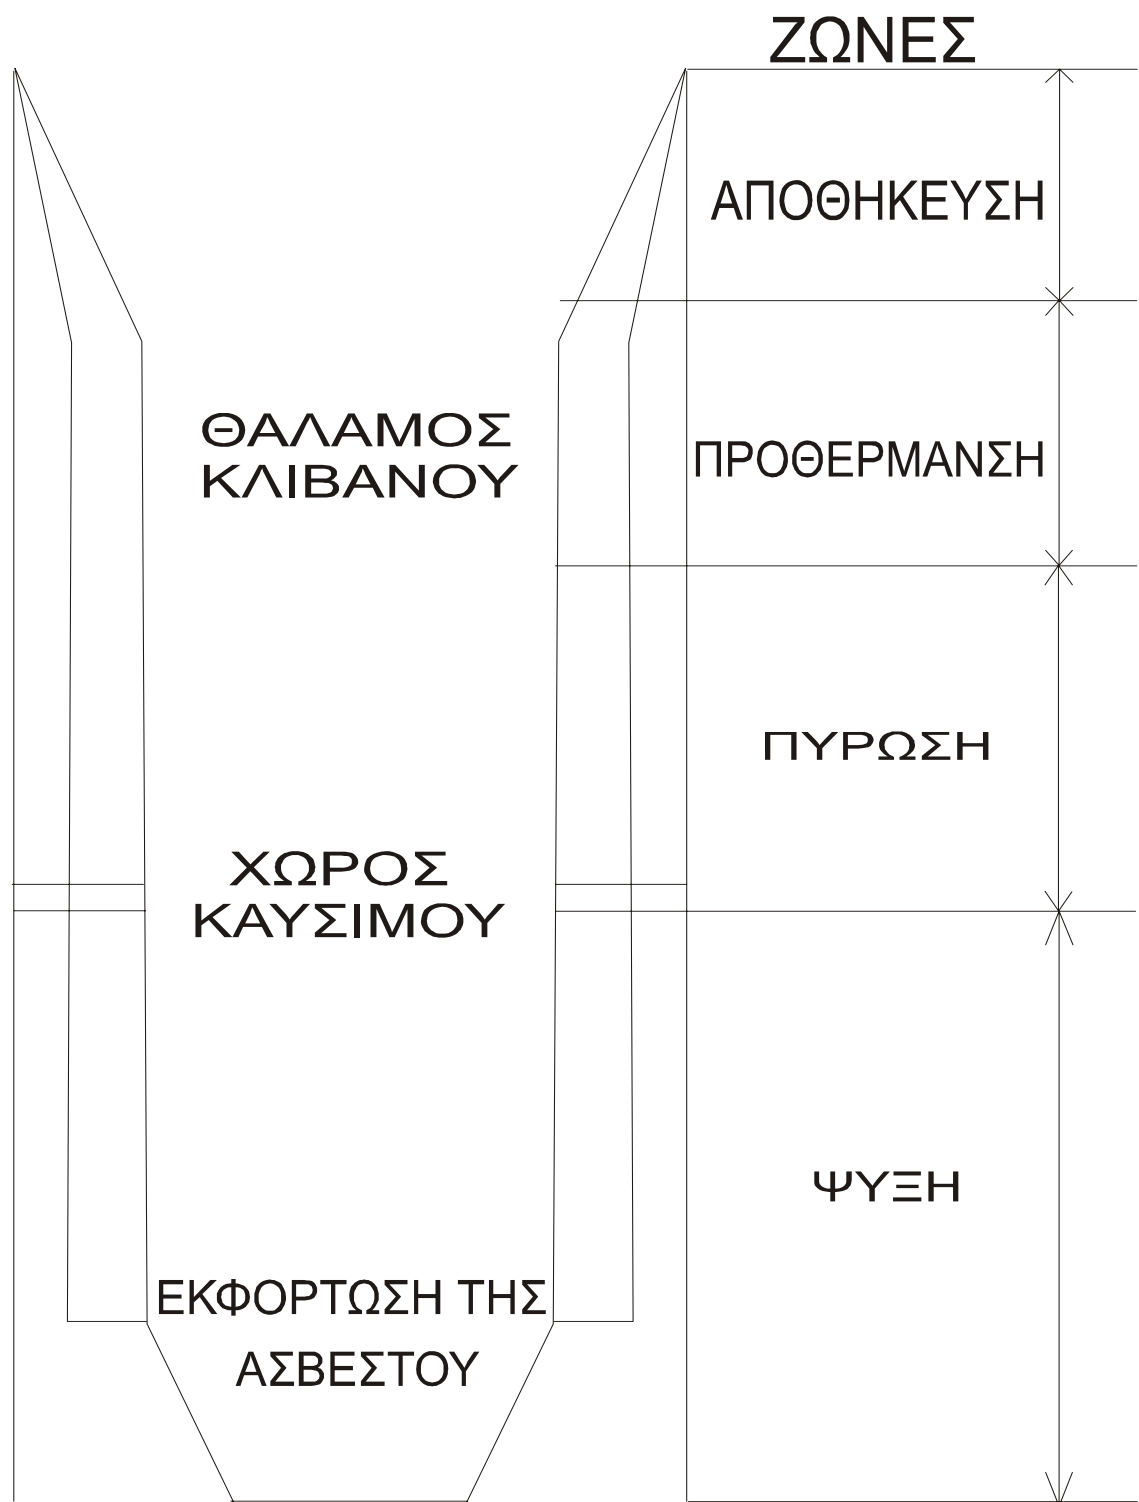 ΖΩΝΕΣ
ΑΠΟΘΗΚΕΥΣΗ
ΘΑΛΑΜΟΣ
ΚΛΙΒΑΝΟΥ
ΠΡΟΘΕΡΜΑΝΣΗ
ΠΥΡΩΣΗ
ΧΩΡΟΣ
ΚΑΥΣΙΜΟΥ
ΨΥΞΗ
ΕΚΦΟΡΤΩΣΗ ΤΗΣ
ΑΣΒΕΣΤΟΥ